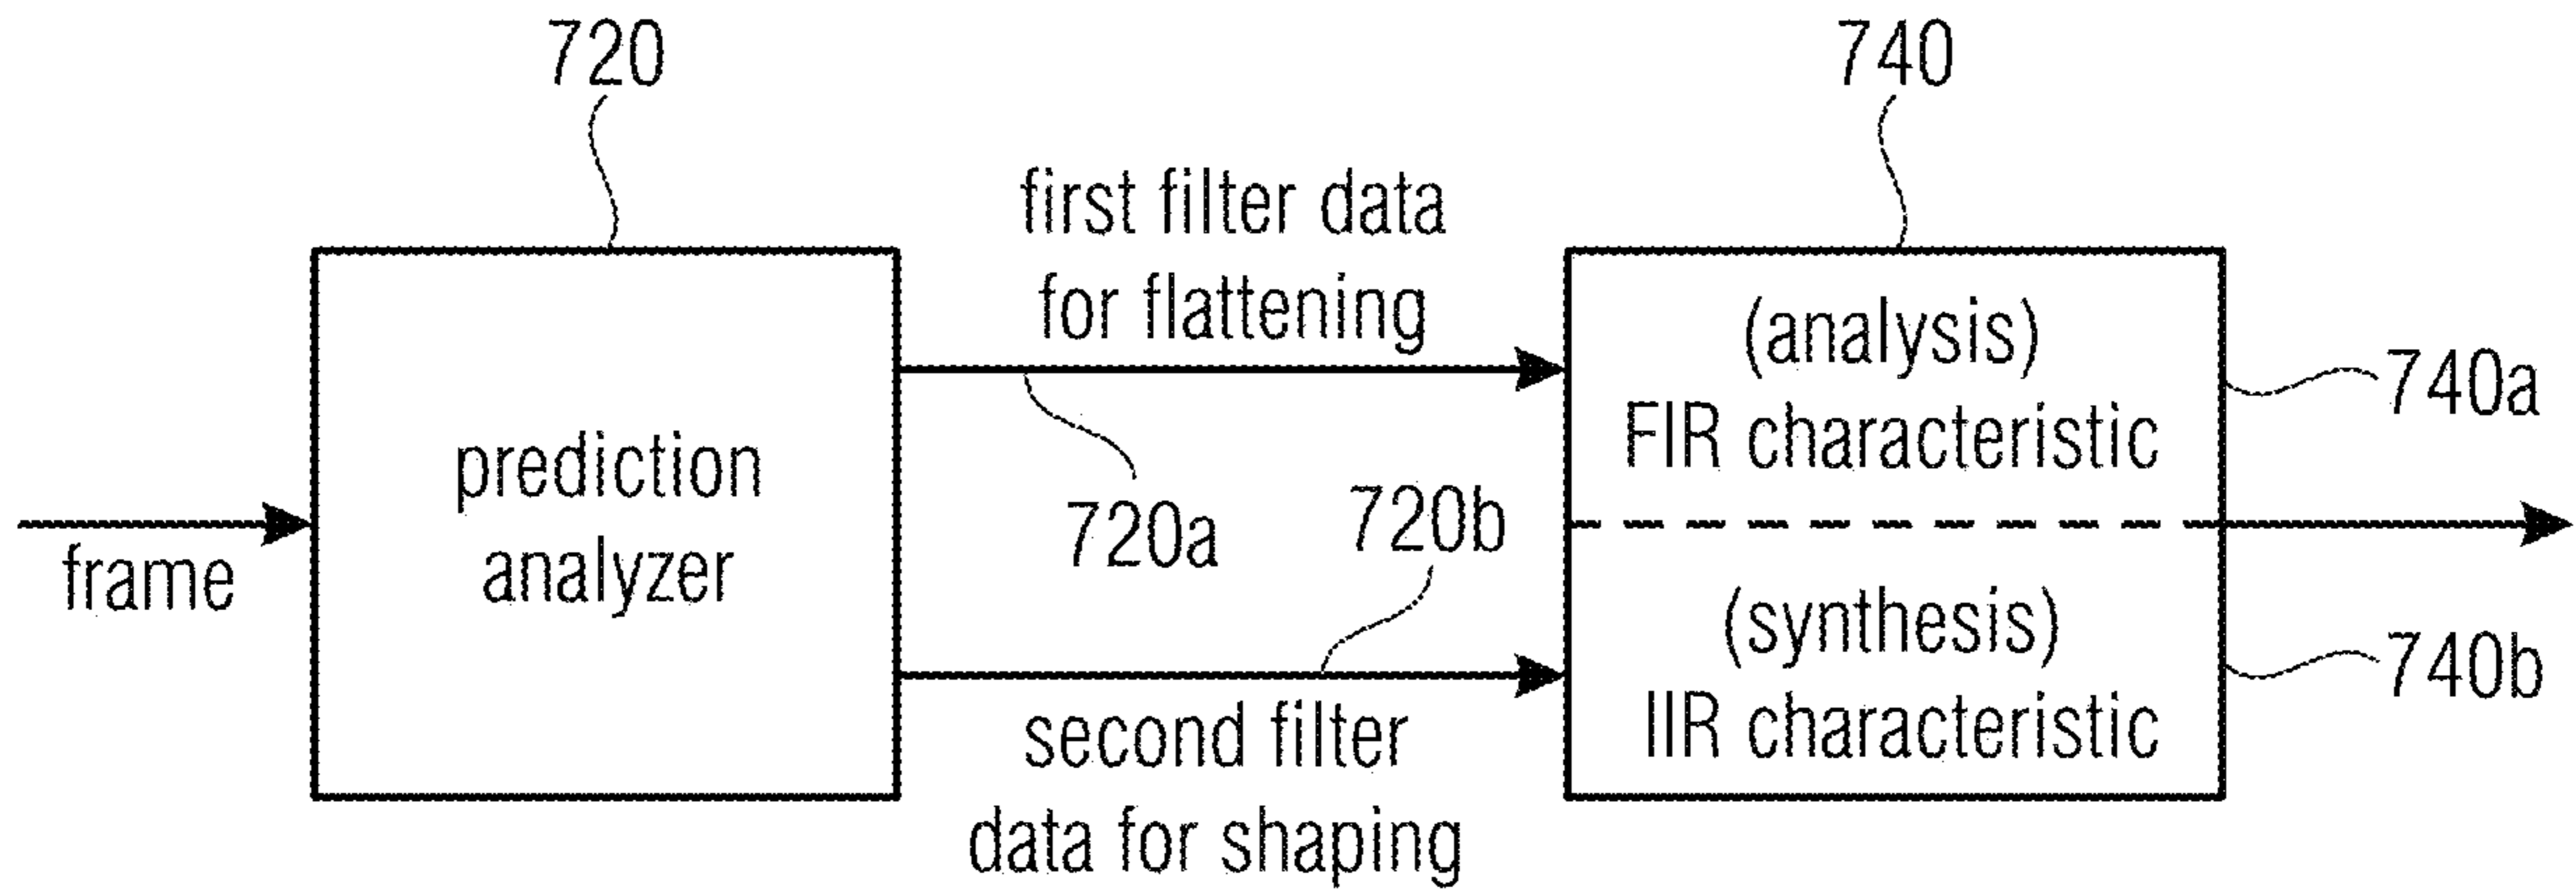 720
740
first filter data
for flattening
(analysis)
FIR characteristic
740a
prediction
analyzer
720a
720b
frame
(synthesis)
IIR characteristic
740b
second filter
data for shaping